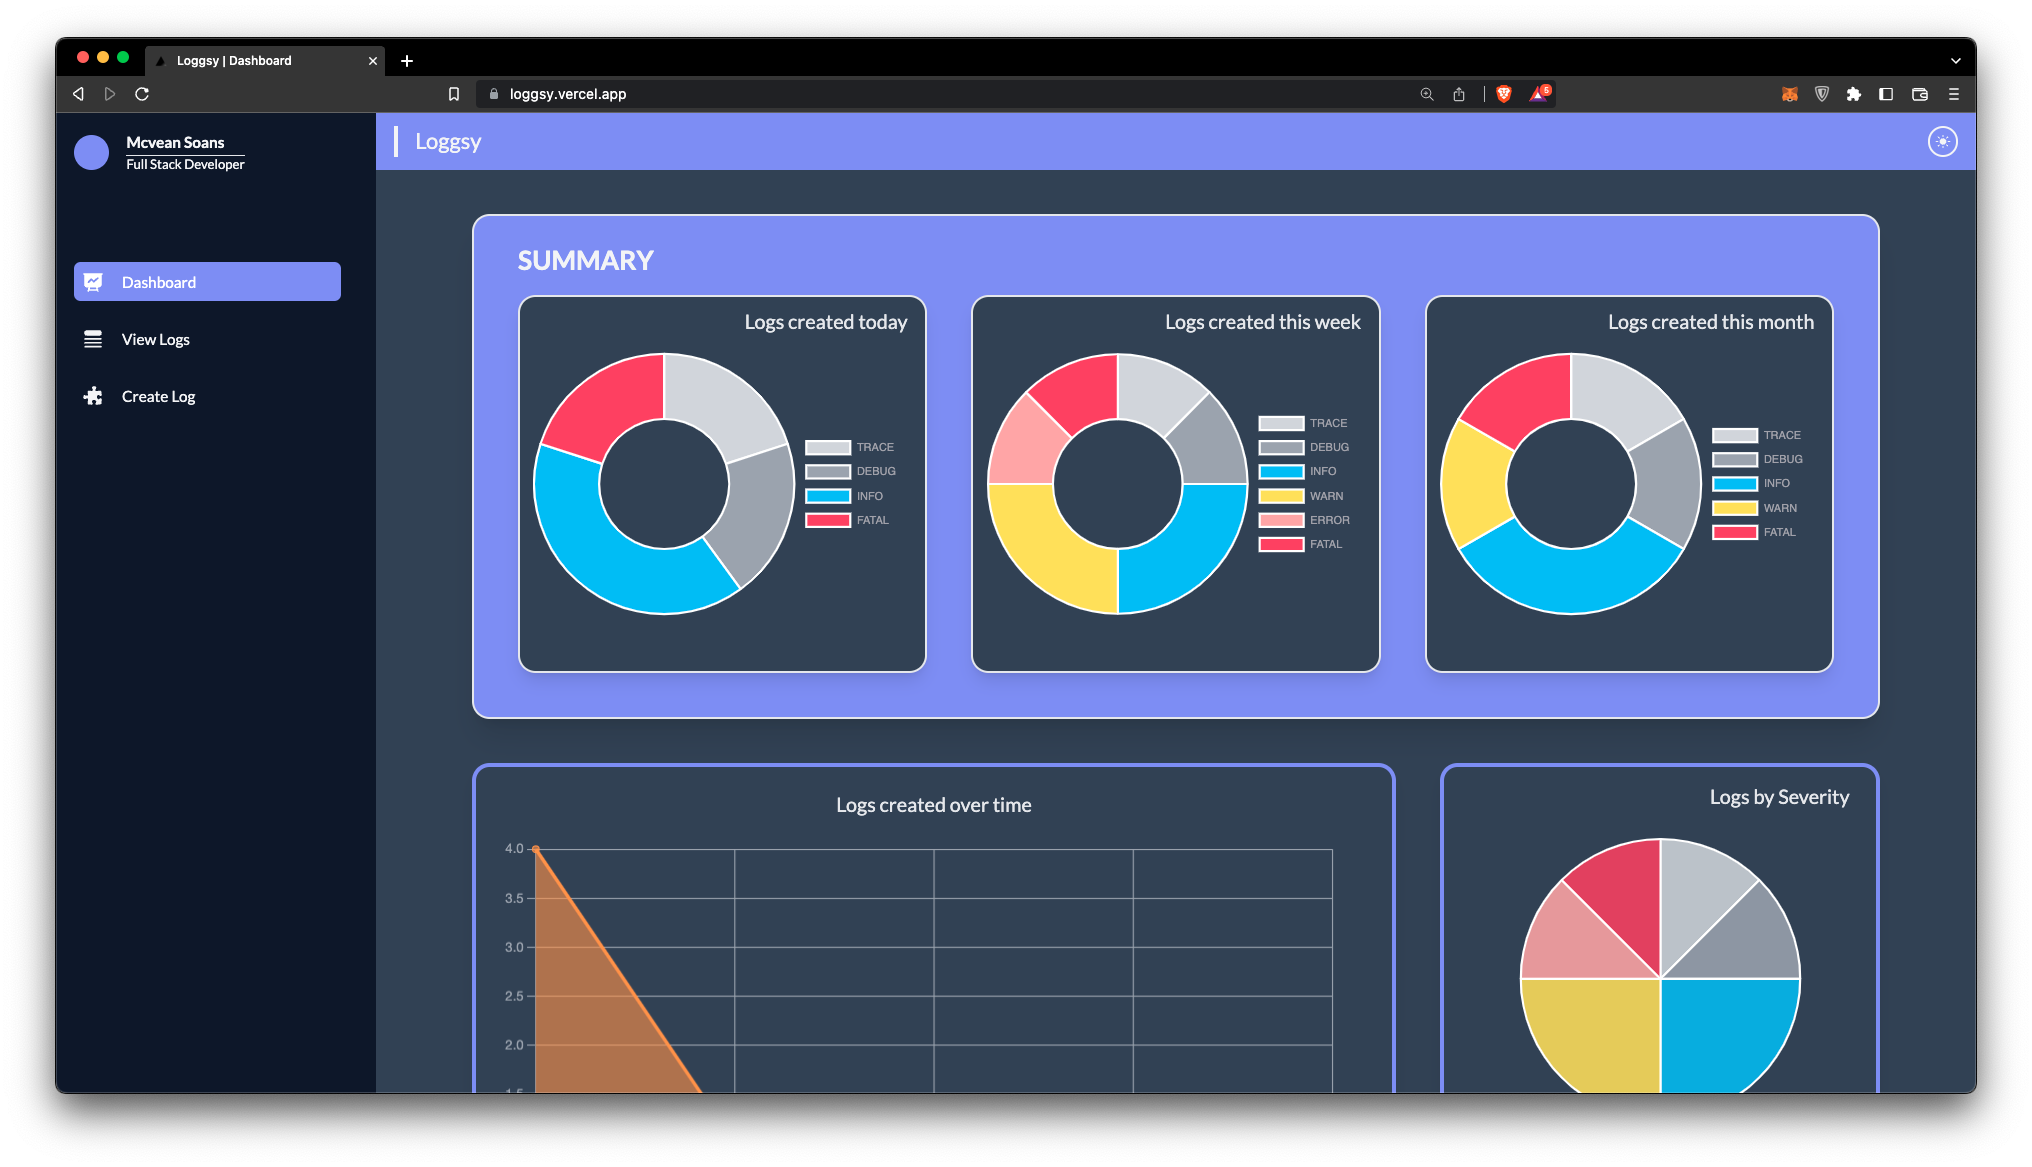 Loggsy | Dashboard
loggsy.vercel.app
5
Mcvean Soans
Full Stack Developer
Loggsy
Dashboard
View Logs
Create Log
SUMMARY
Logs created today
TRACE
DEBUG
INFO
FATAL
Logs created this week
TRACE
DEBUG
INFO
WARN
ERROR
FATAL
Logs created this month
TRACE
DEBUG
INFO
WARN
FATAL
Logs created over time
4.0
3.5
3.0
2.5
2.0
Logs by Severity